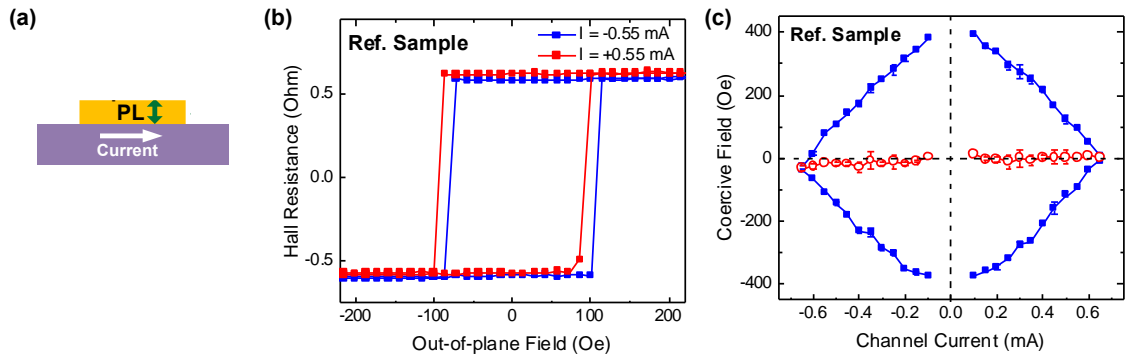 (a)
PL
Current
(b)
Ref. Sample
I = -0.55 mA
I = +0.55 mA
Hall Resistance (Ohm)
0.5
0.0
-0.5
-200
-100
0.0
100
200
Out-of-plane Field (Oe)
(c)
Ref. Sample
Coercive Field (Oe)
400
200
0
-200
-400
-0.6
-0.4
-0.2
0.0
0.2
0.4
0.6
Channel Current (mA)